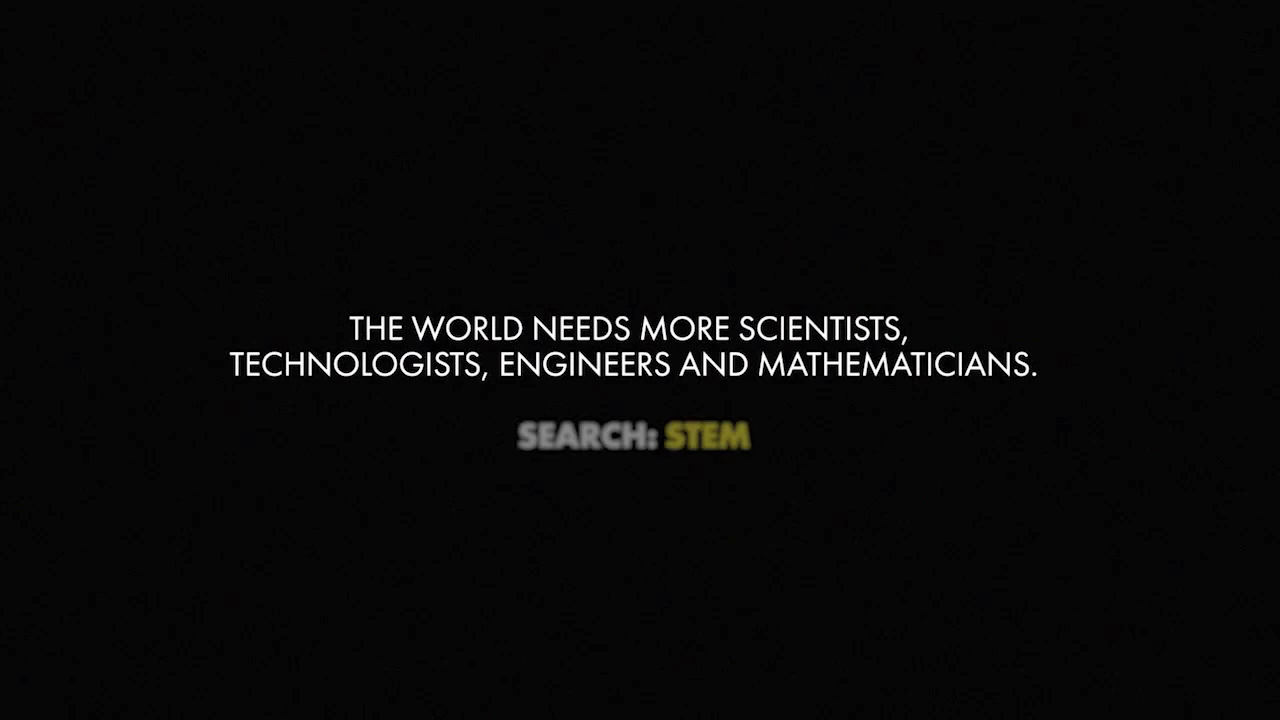 THE WORLD NEEDS MORE SCIENTISTS,
TECHNOLOGISTS, ENGINEERS AND MATHEMATICIANS.
SEARCH: STEM